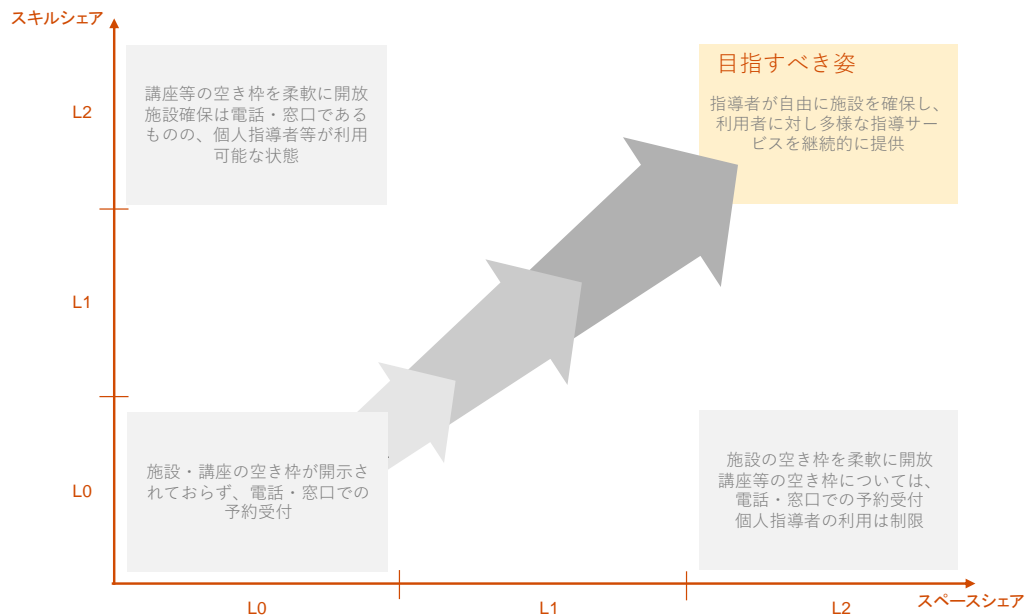 スキルシェア
L2
講座等の空き枠を柔軟に開放
施設確保は電話・窓口である
ものの、個人指導者等が利用
可能な状態
目指すべき姿
指導者が自由に施設を確保し、
利用者に対し多様な指導サー
ビスを継続的に提供
L1
L0
施設・講座の空き枠が開示さ
れておらず、電話・窓口での
予約受付
施設の空き枠を柔軟に開放
講座等の空き枠については、
電話・窓口での予約受付
個人指導者の利用は制限
L0
L1
L2
スペースシェア